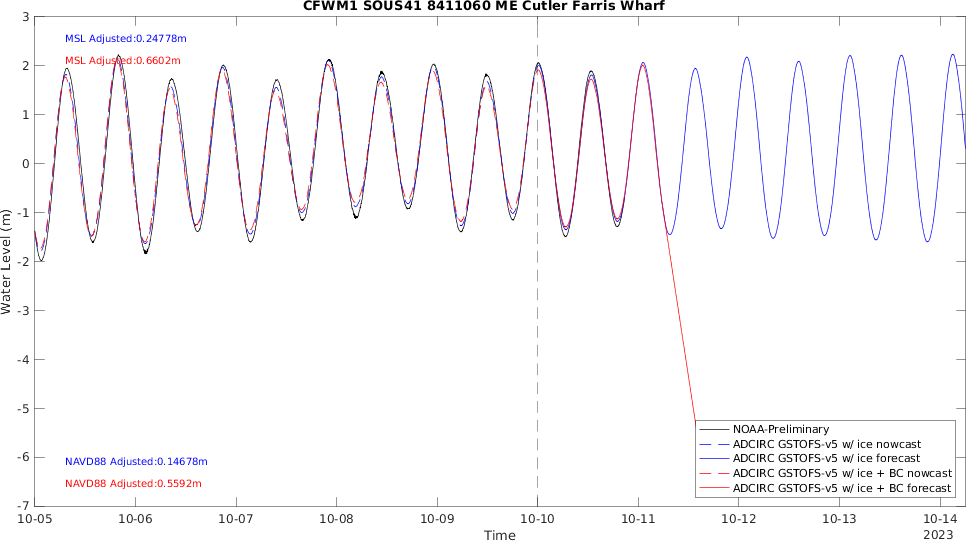 CFWM1 SOUS41 8411060 ME Cutler Farris Wharf
3
MSL Adjusted:0.24778m
MSL Adjusted:0.6602m
2
1
0
-1
-2
-3
-4
-5
-6
-7
Water Level (m)
NAVD88 Adjusted:0.14678m
NAVD88 Adjusted:0.5592m
NOAA-Preliminary
ADCIRC GSTOFS-v5 w/ ice nowcast
ADCIRC GSTOFS-v5 w/ ice forecast
ADCIRC GSTOFS-v5 w/ ice + BC nowcast
ADCIRC GSTOFS-v5 w/ ice + BC forecast
10-05 10-06 10-07 10-08 10-09 10-10 10-11 10-12 10-13 10-14
2023
Time